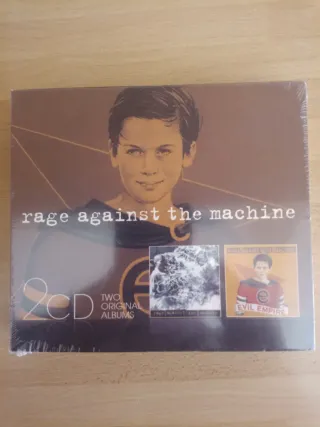 rage against the machine
2CD
TWO
ORIGINAL
ALBUMS
EVIL EMPIRE